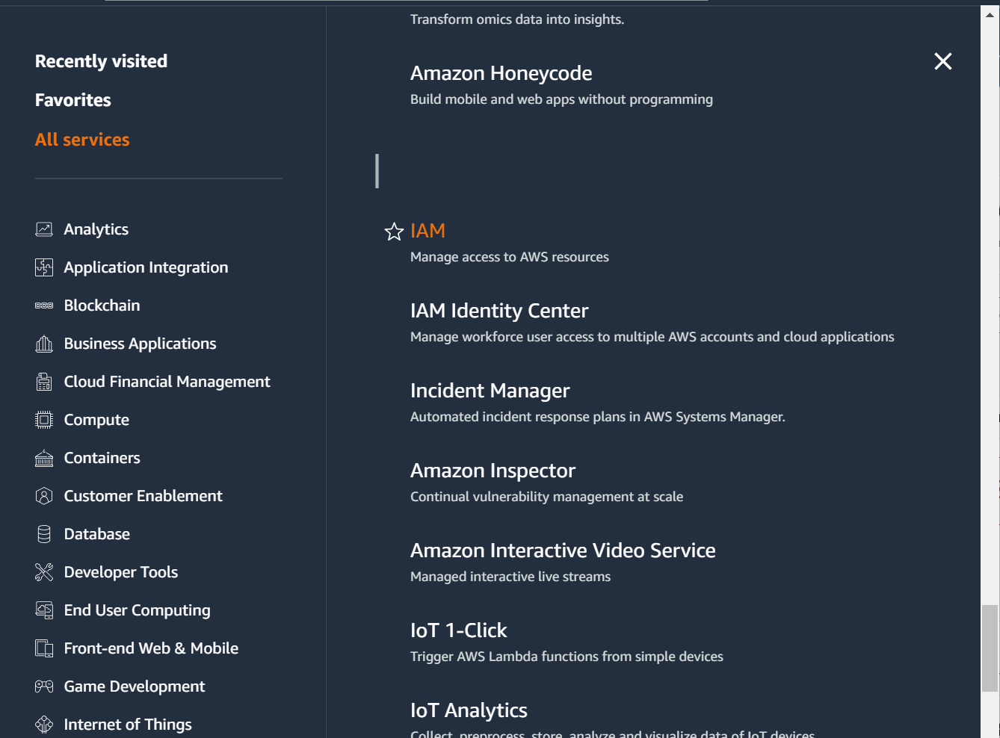 Recently visited
Favorites
All services
Analytics
Application Integration
Blockchain
Business Applications
Cloud Financial Management
Compute
Containers
Customer Enablement
Database
Developer Tools
End User Computing
Front-end Web & Mobile
Game Development
Internet of Things
Transform omics data into insights.
Amazon Honeycode
Build mobile and web apps without programming
I
IAM
Manage access to AWS resources
IAM Identity Center
Manage workforce user access to multiple AWS accounts and cloud applications
Incident Manager
Automated incident response plans in AWS Systems Manager.
Amazon Inspector
Continual vulnerability management at scale
Amazon Interactive Video Service
Managed interactive live streams
IoT 1-Click
Trigger AWS Lambda functions from simple devices
IoT Analytics
Collect, preprocess, store, analyze and visualize data of IoT devices